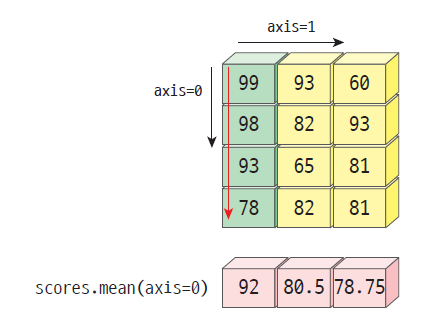 axis=1
axis=0
99 93 60
98 82 93
93 65 81
78 82 81
scores.mean(axis=0) 92 80.5 78.75